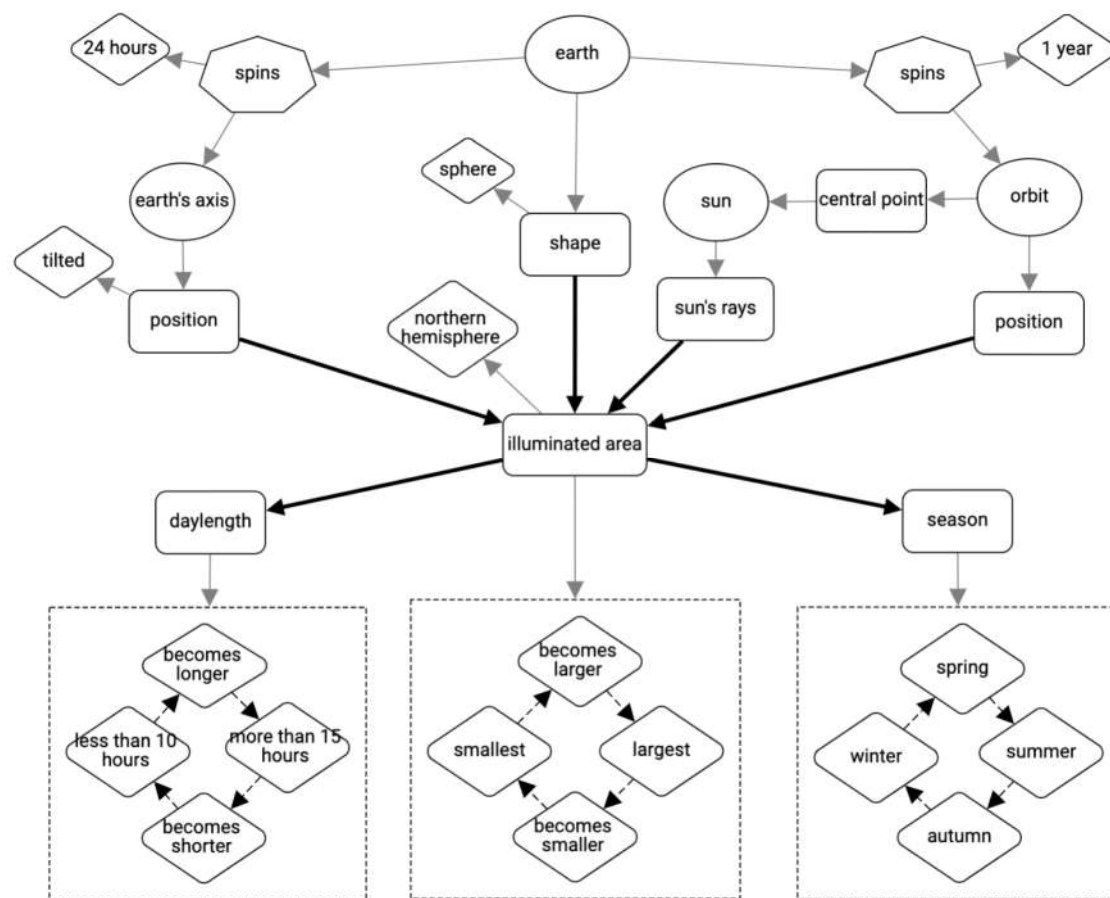 24 hours
spins
earth
spins
1 year
sphere
earth's axis
sun
central point
orbit
tilted
shape
position
northern
hemisphere
sun's rays
position
illuminated area
daylength
season
becomes
longer
less than 10
hours
more than 15
hours
becomes
shorter
becomes
larger
smallest
largest
becomes
smaller
spring
winter
summer
autumn